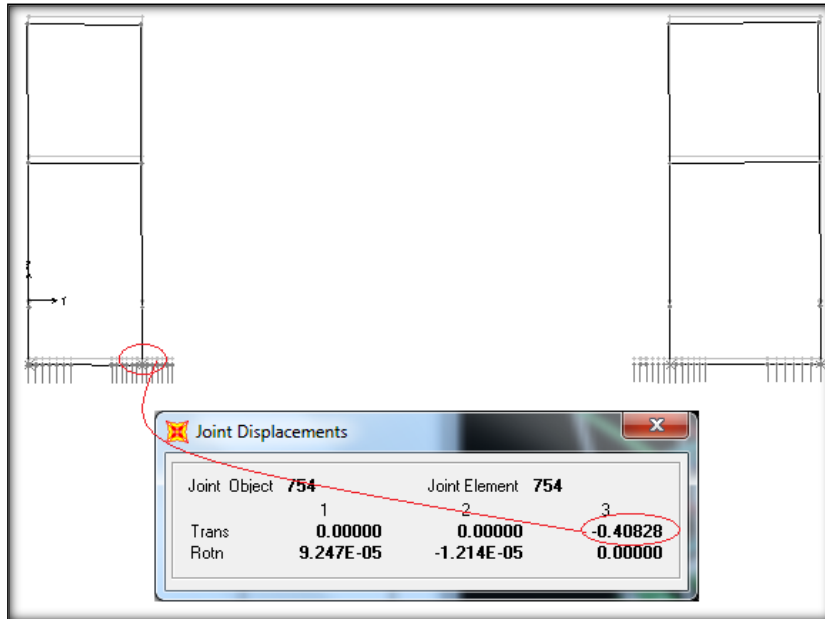 Z
Y
Joint Displacements
Joint Object 754 Joint Element 754
1 2 3
Trans 0.00000 0.00000 -0.40828
Rotn 9.247E-05 -1.214E-05 0.00000